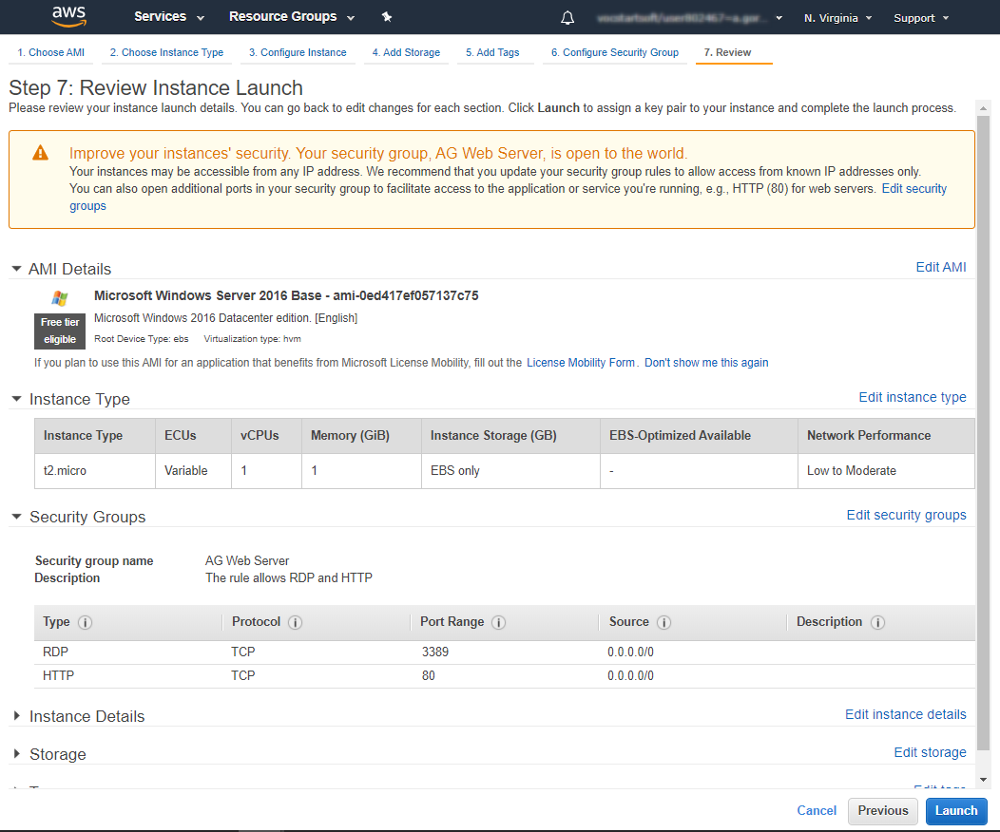 aws Services Resource Groups N. Virginia Support
1. Choose AMI 2. Choose Instance Type 3. Configure Instance 4. Add Storage 5. Add Tags 6. Configure Security Group 7. Review
Step 7: Review Instance Launch
Please review your instance launch details. You can go back to edit changes for each section. Click Launch to assign a key pair to your instance and complete the launch process.
Improve your instances' security. Your security group, AG Web Server, is open to the world.
Your instances may be accessible from any IP address. We recommend that you update your security group rules to allow access from known IP addresses only.
You can also open additional ports in your security group to facilitate access to the application or service you're running, e.g., HTTP (80) for web servers. Edit security
groups
AMI Details Edit AMI
Microsoft Windows Server 2016 Base - ami-0ed417ef057137c75
Free tier
eligible
Microsoft Windows 2016 Datacenter edition. [English]
Root Device Type: ebs Virtualization type: hvm
If you plan to use this AMI for an application that benefits from Microsoft License Mobility, fill out the License Mobility Form. Don't show me this again
Instance Type Edit instance type
Instance Type ECUs vCPUs Memory (GiB) Instance Storage (GB) EBS-Optimized Available Network Performance
t2.micro Variable 1 1 EBS only - Low to Moderate
Security Groups Edit security groups
Security group name AG Web Server
Description The rule allows RDP and HTTP
Type Protocol Port Range Source Description
RDP TCP 3389 0.0.0.0/0
HTTP TCP 80 0.0.0.0/0
Instance Details Edit instance details
Storage Edit storage
Cancel Previous Launch